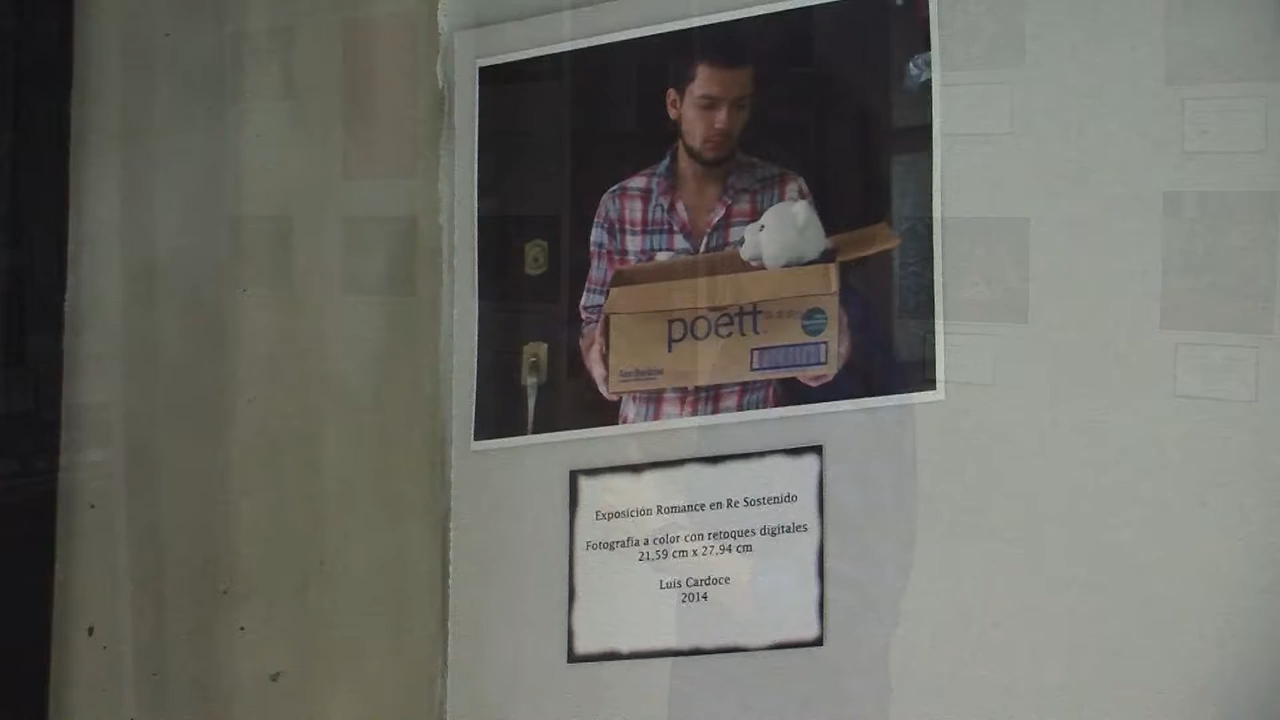 poett
Exposición Romance en Re Sostenido
Fotografía a color con retoques digitales
21,59 cm x 27,94 cm
Luis Cardoce
2014